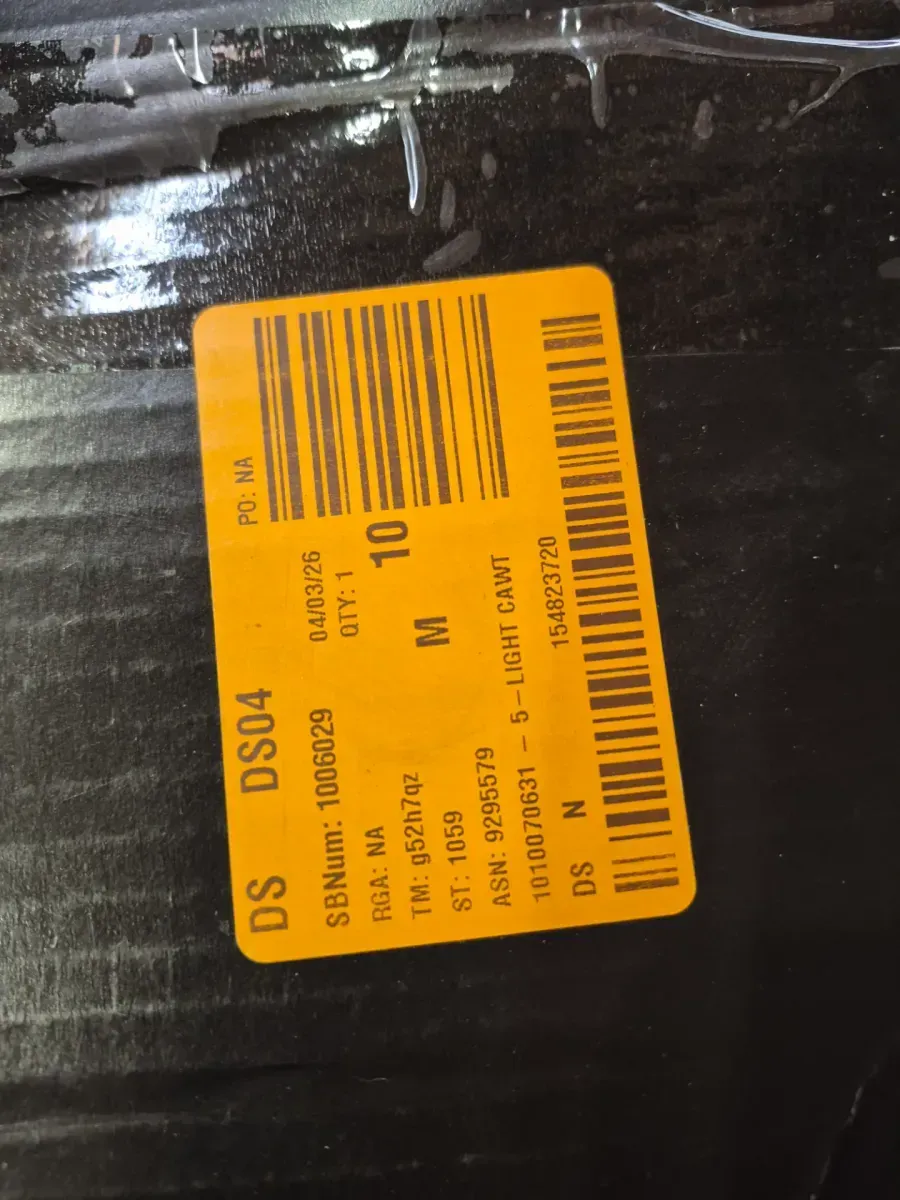 DS DS04 PO: NA
SBNum: 1006029 04/03/26
RGA: NA QTY: 1
TM: g52h7qz 10
ST: 1059 M
ASN: 9295579
1010070631 – 5 – LIGHT CAWT
DS N 154823720